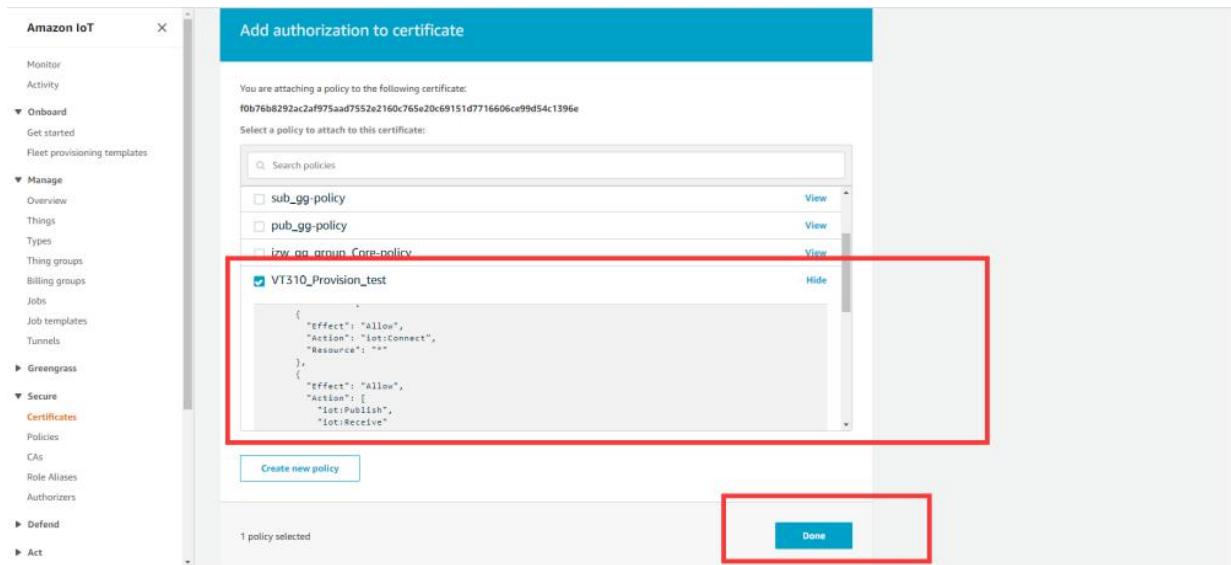 Amazon IoT
Monitor
Activity
Onboard
Get started
Fleet provisioning templates
Manage
Overview
Things
Types
Thing groups
Billing groups
Jobs
Job templates
Tunnels
Greengrass
Secure
Certificates
Policies
CAs
Role Aliases
Authorizers
Defend
Act
Add authorization to certificate
You are attaching a policy to the following certificate:
f0b76b8292ac2af975aad7552e2160c765e20c69151d7716606ce99d54c1396e
Select a policy to attach to this certificate:
Search policies
sub_gg-policy View
pub_gg-policy View
izw_gg_group_Core-policy View
VT310_Provision_test Hide
{
"Effect": "Allow",
"Action": "iot:Connect",
"Resource": "*"
},
{
"Effect": "Allow",
"Action": [
"iot:Publish",
"iot:Receive"
Create new policy
1 policy selected
Done